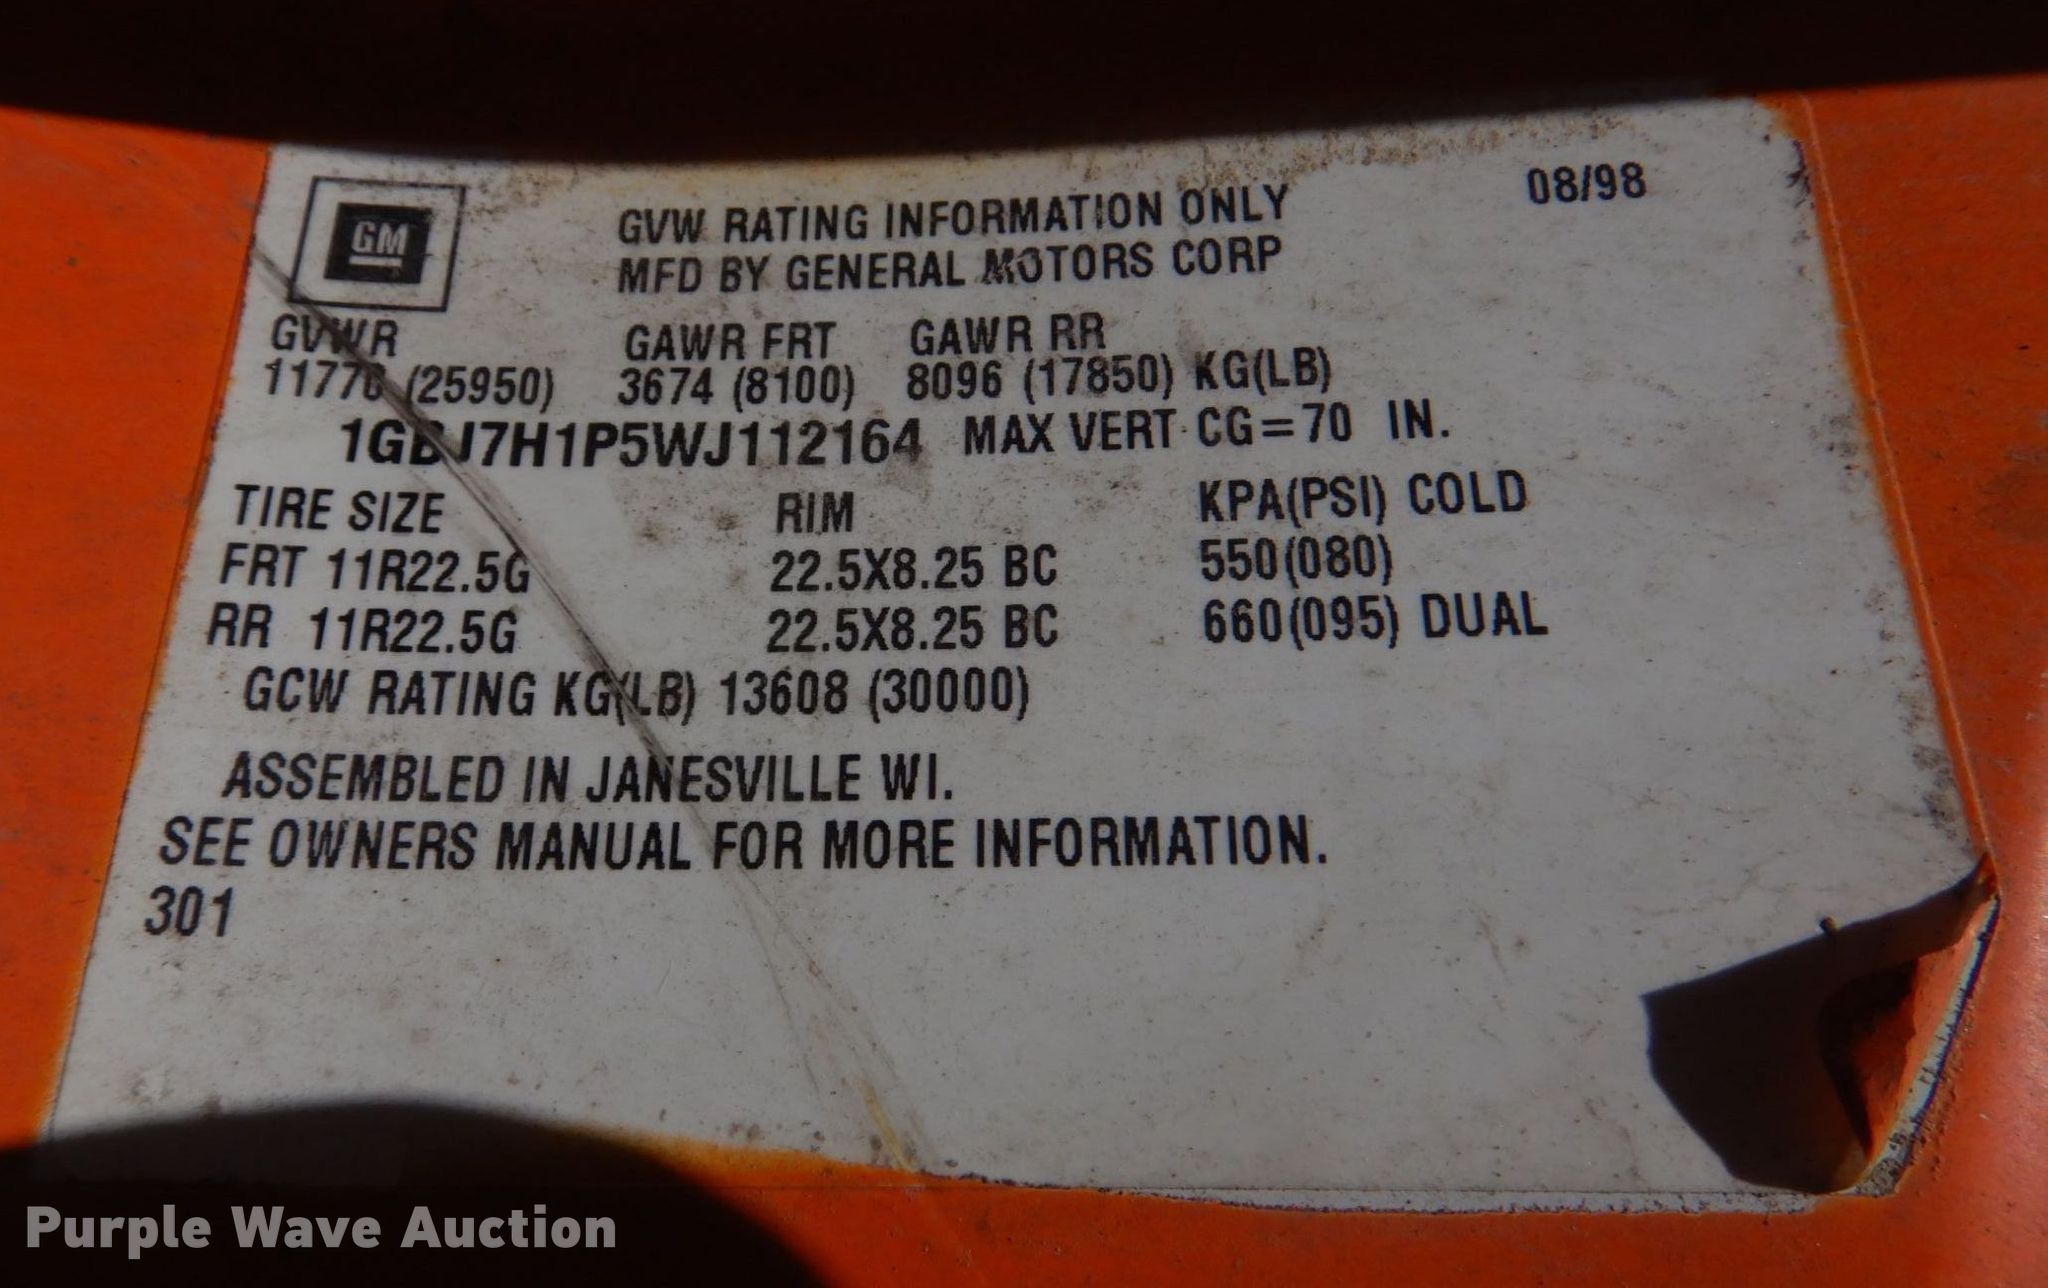 GM
08/98
GVW RATING INFORMATION ONLY
MFD BY GENERAL MOTORS CORP
GVWR GAWR FRT GAWR RR
11770 (25950) 3674 (8100) 8096 (17850) KG(LB)
1GBJ7H1P5WJ112164 MAX VERT CG=70 IN.
TIRE SIZE RIM KPA(PSI) COLD
FRT 11R22.5G 22.5X8.25 BC 550(080)
RR 11R22.5G 22.5X8.25 BC 660(095) DUAL
GCW RATING KG(LB) 13608 (30000)
ASSEMBLED IN JANESVILLE WI.
SEE OWNERS MANUAL FOR MORE INFORMATION.
301
Purple Wave Auction